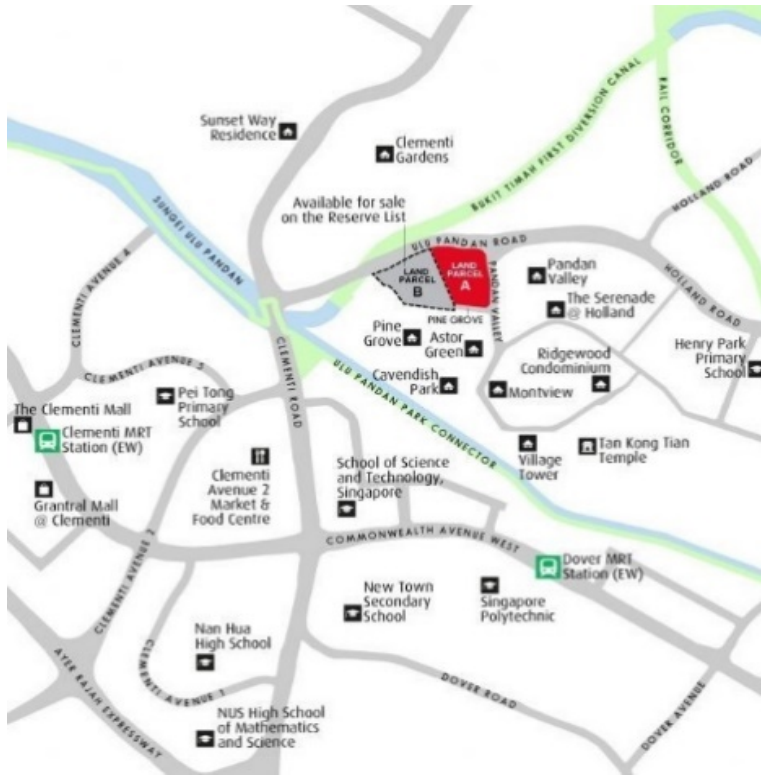 Sunset Way
Residence
Clementi
Gardens
BUKIT TIMAH FIRST DIVERSION CANAL
RAIL CORRIDOR
HOLLAND ROAD
SUNGEI ULU PANDAN
Available for sale
on the Reserve List
ULU PANDAN ROAD
LAND
PARCEL
B
LAND
PARCEL
A
PANDAN VALLEY
Pandan
Valley
HOLLAND ROAD
The Serenade
@ Holland
CLEMENTI AVENUE 4
PINE GROVE
Pine
Grove
Astor
Green
Ridgewood
Condominium
Henry Park
Primary
School
CLEMENTI AVENUE 3
CLEMENTI ROAD
ULU PANDAN PARK CONNECTOR
Cavendish
Park
Montview
Pei Tong
Primary
School
The Clementi Mall
Clementi MRT
Station (EW)
Village
Tower
Tan Kong Tian
Temple
Clementi
Avenue 2
Market &
Food Centre
School of Science
and Technology,
Singapore
Grantral Mall
@ Clementi
CLEMENTI AVENUE 2
COMMONWEALTH AVENUE WEST
Dover MRT
Station (EW)
New Town
Secondary
School
Singapore
Polytechnic
Nan Hua
High School
CLEMENTI AVENUE 1
AYER RAJAH EXPRESSWAY
DOVER ROAD
DOVER AVENUE
NUS High School
of Mathematics
and Science